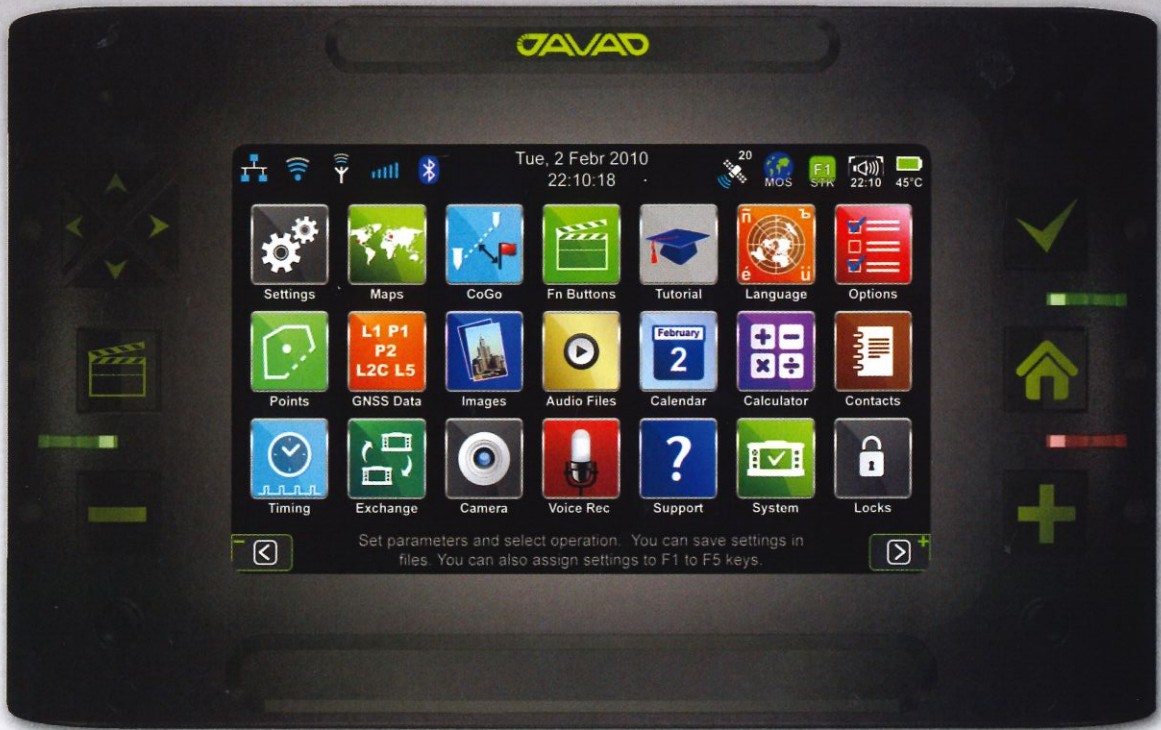 JAVAD
Tue, 2 Febr 2010
22:10:18
20
MOS
F1
STK
22:10
45°C
ñ
Ъ
é
ü
Settings
Maps
CoGo
Fn Buttons
Tutorial
Language
Options
L1 P1
P2
L2C L5
February
2
Points
GNSS Data
Images
Audio Files
Calendar
Calculator
Contacts
?
Timing
Exchange
Camera
Voice Rec
Support
System
Locks
Set parameters and select operation. You can save settings in
files. You can also assign settings to F1 to F5 keys.